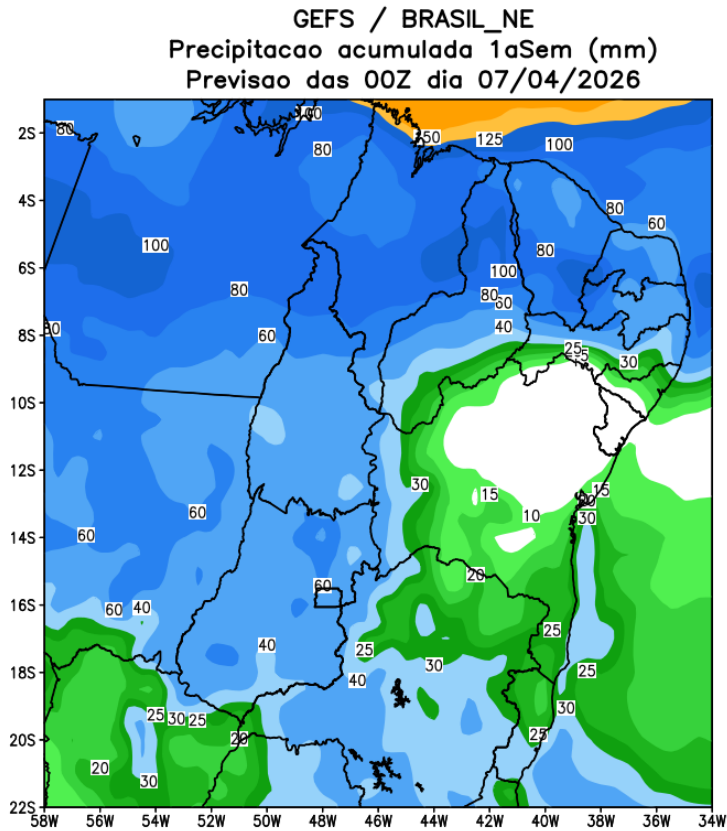 GEFS / BRASIL_NE
Precipitacao acumulada 1aSem (mm)
Previsao das 00Z dia 07/04/2026
2S
4S
6S
8S
10S
12S
14S
16S
18S
20S
22S
58W 56W 54W 52W 50W 48W 46W 44W 42W 40W 38W 36W 34W
80
80 125 100
100 80 60
80
100
80 60
60 40
25
30
30 15 15
60 10
30
60
20
60 60 40
25
40 25
30 25
40
25 30 25 30
20 25
20
30